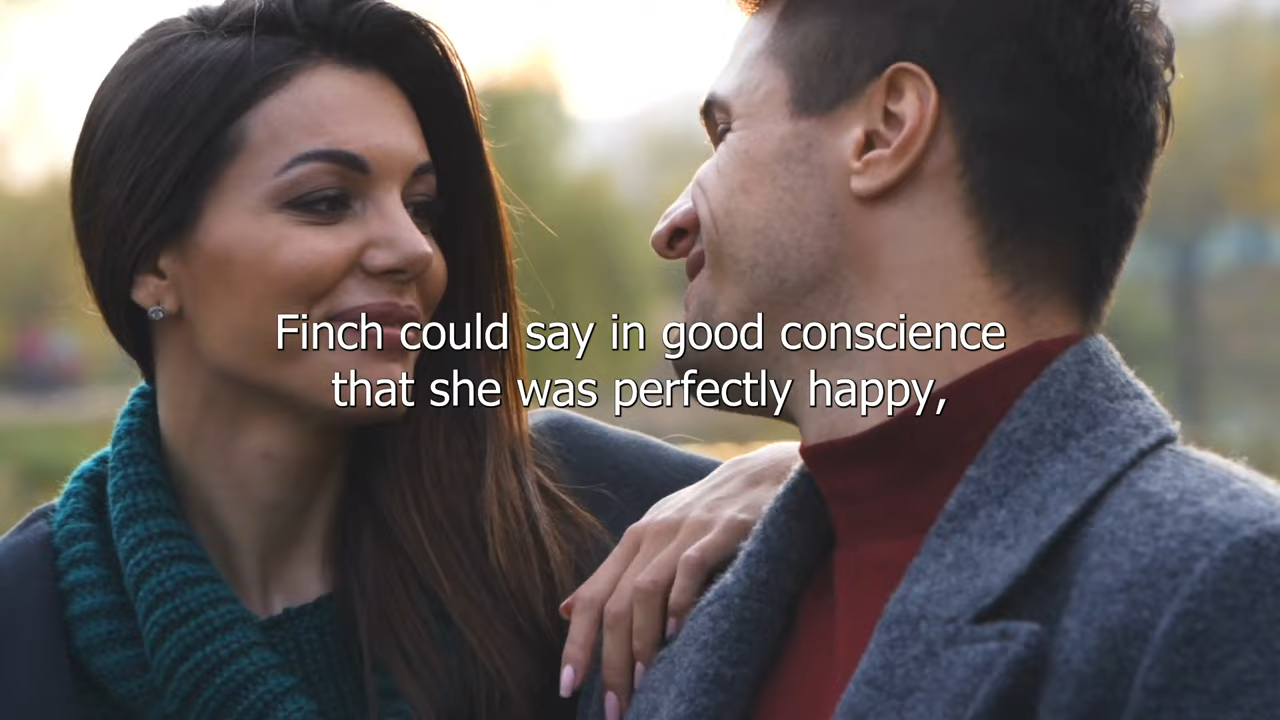 Finch could say in good conscience
that she was perfectly happy,